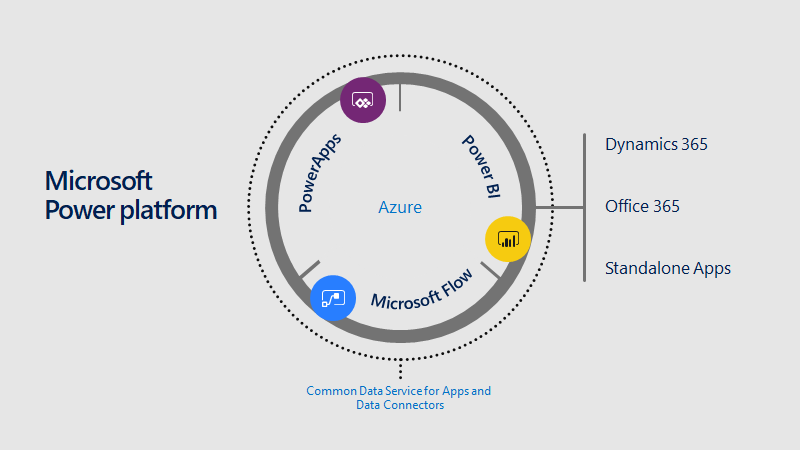 Microsoft
Power platform
PowerApps
Power BI
Azure
Microsoft Flow
Dynamics 365
Office 365
Standalone Apps
Common Data Service for Apps and
Data Connectors